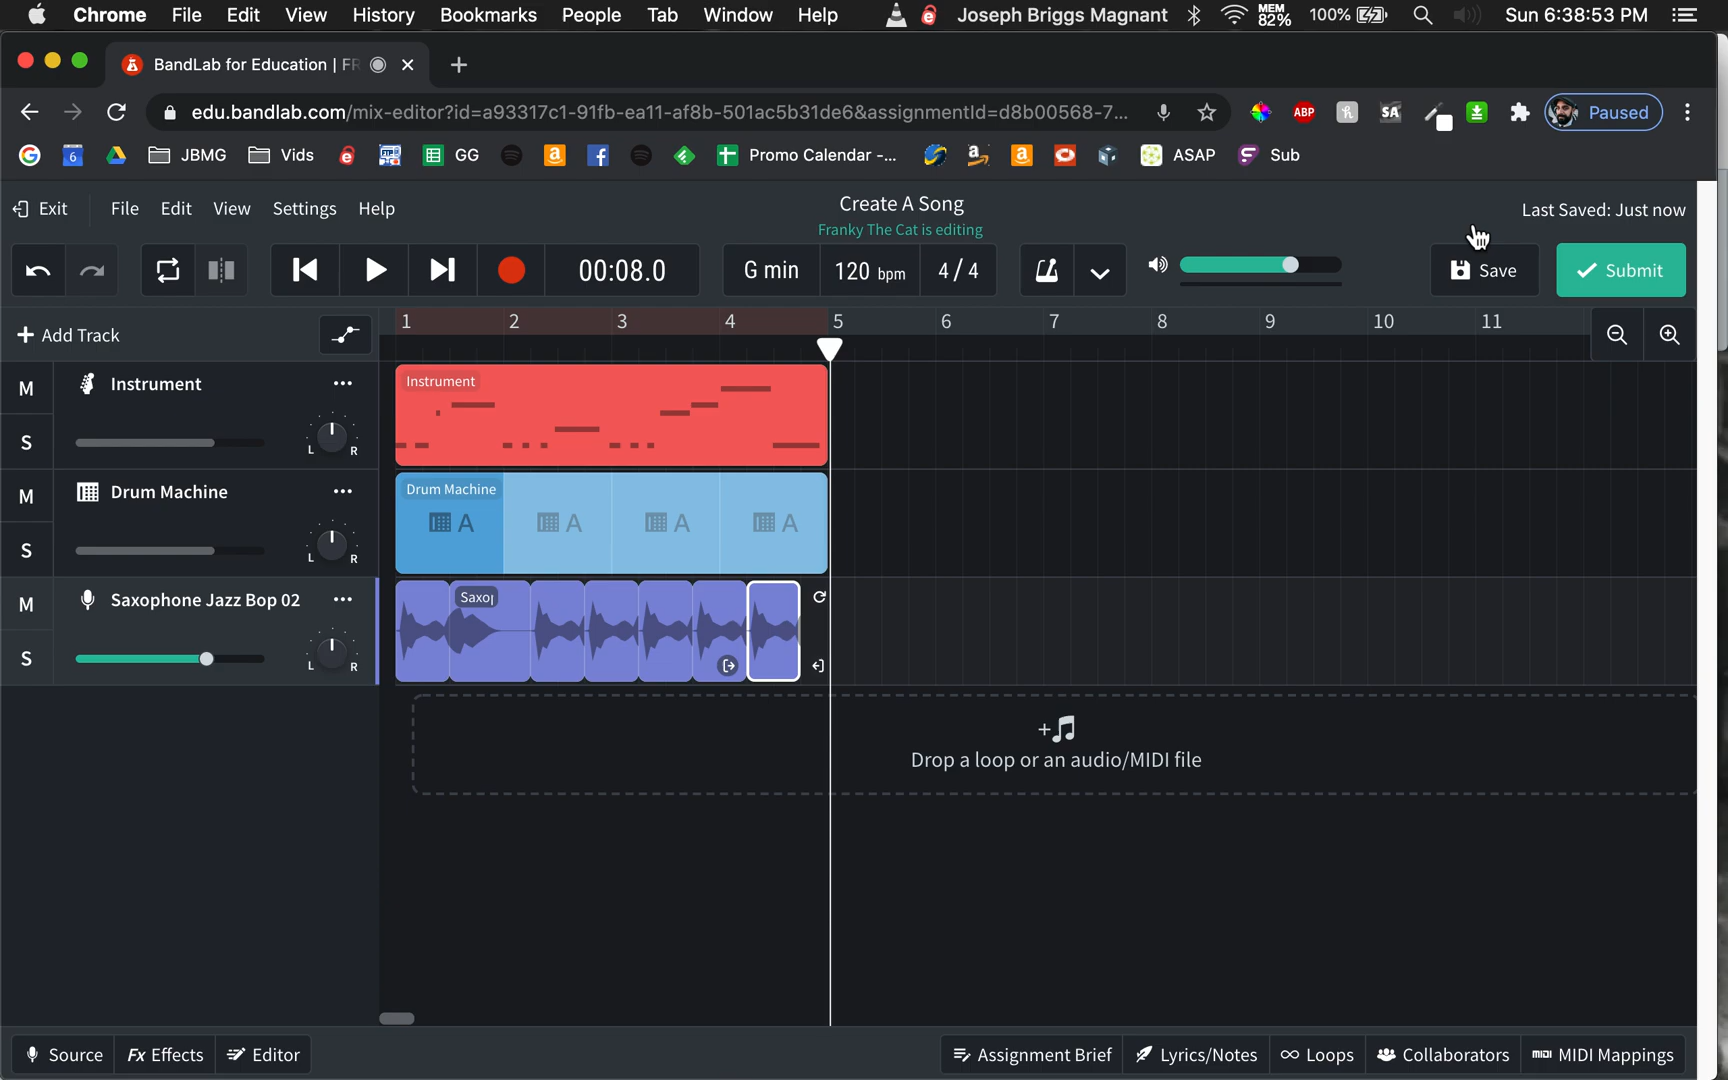 Chrome File Edit View History Bookmarks People Tab Window Help Joseph Briggs Magnant MEM 82% 100% Sun 6:38:53 PM
BandLab for Education | FR
edu.bandlab.com/mix-editor?id=a93317c1-91fb-ea11-af8b-501ac5b31de6&assignmentId=d8b00568-7... ABP SA Paused
G 6 JBMG Vids GG Promo Calendar -... ASAP Sub
Exit File Edit View Settings Help Create A Song Last Saved: Just now
Franky The Cat is editing
00:08.0 G min 120 bpm 4/4 Save Submit
+ Add Track 1 2 3 4 5 6 7 8 9 10 11
M Instrument ... Instrument
S L R
M Drum Machine ... Drum Machine
A A A A
S L R
M Saxophone Jazz Bop 02 ... Saxo
S L R
Drop a loop or an audio/MIDI file
Source Fx Effects Editor Assignment Brief Lyrics/Notes Loops Collaborators MIDI MIDI Mappings